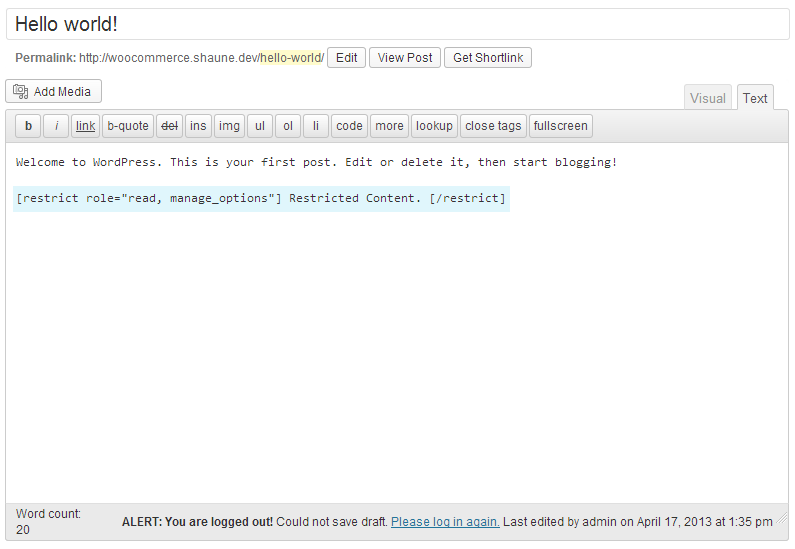 Hello world!
Permalink: http://woocommerce.shaune.dev/hello-world/ Edit View Post Get Shortlink
Add Media
Visual Text
b i link b-quote del ins img ul ol li code more lookup close tags fullscreen
Welcome to WordPress. This is your first post. Edit or delete it, then start blogging!
[restrict role="read, manage_options"] Restricted Content. [/restrict]
Word count:
20
ALERT: You are logged out! Could not save draft. Please log in again. Last edited by admin on April 17, 2013 at 1:35 pm